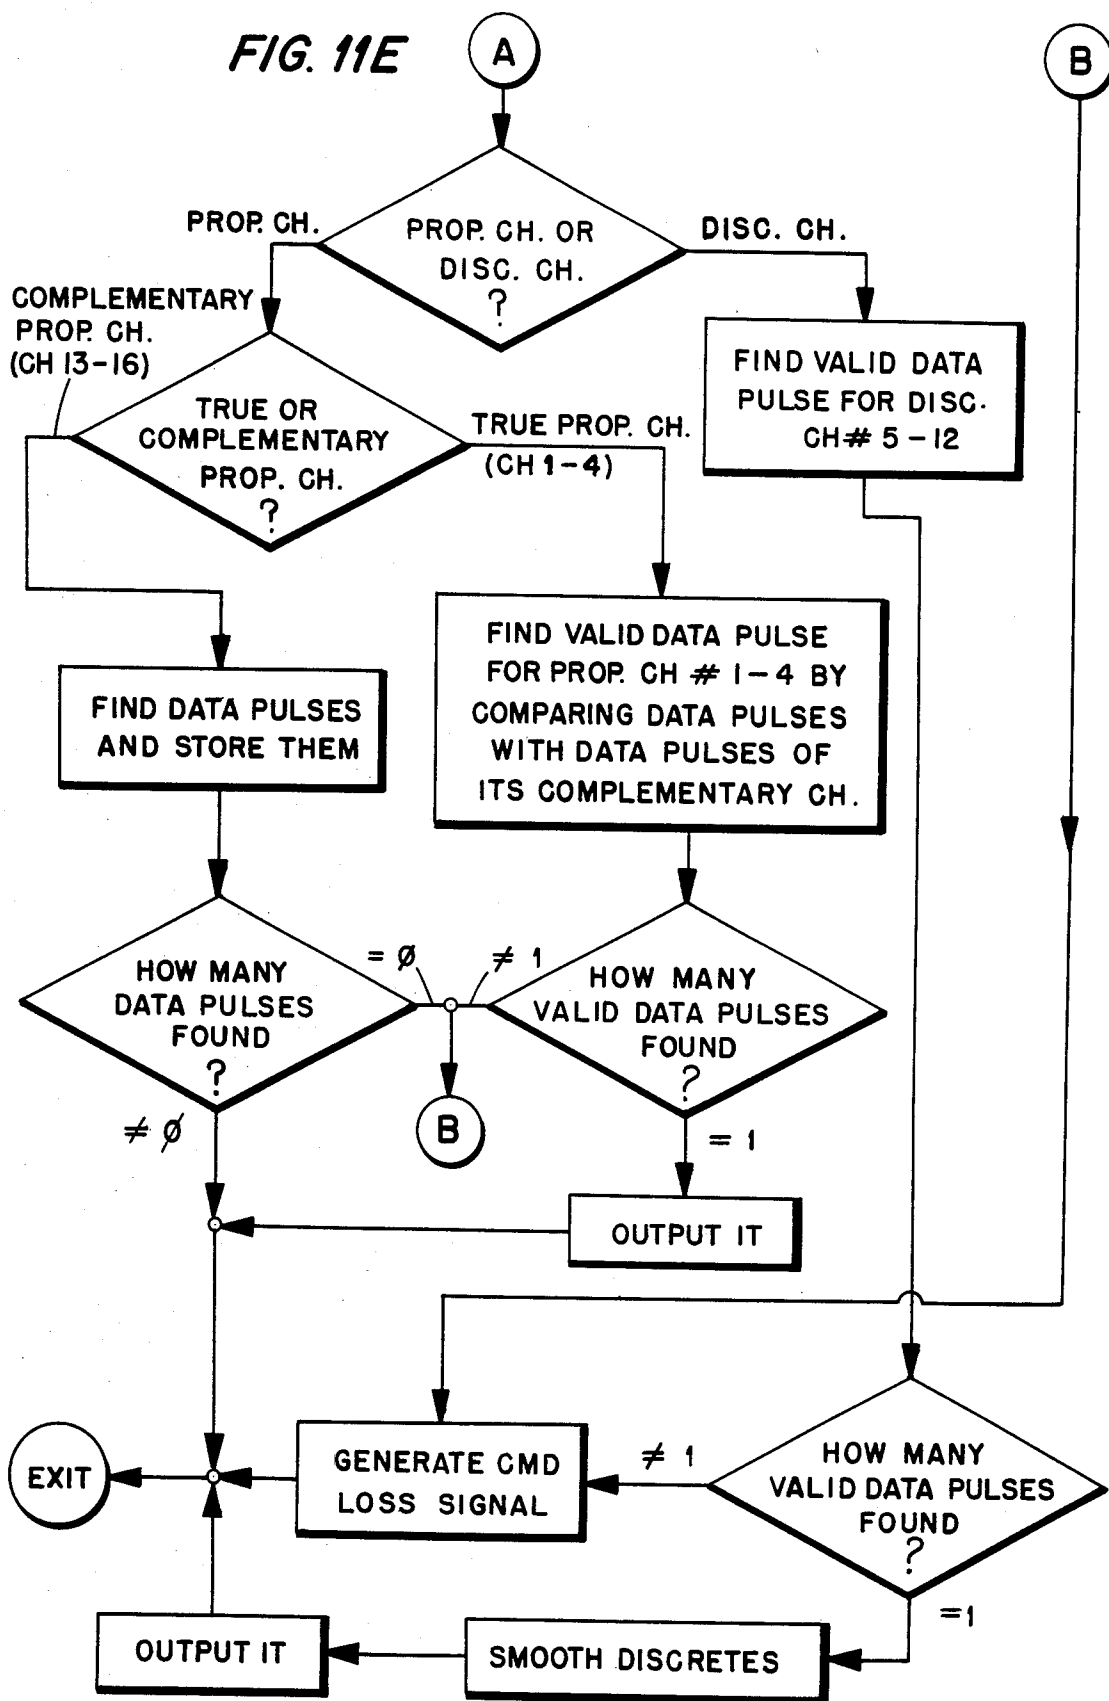 FIG. 11E
A
B
PROP. CH. OR
DISC. CH.
?
PROP. CH.
DISC. CH.
COMPLEMENTARY
PROP. CH.
(CH 13-16)
TRUE OR
COMPLEMENTARY
PROP. CH.
?
TRUE PROP. CH.
(CH 1-4)
FIND VALID DATA
PULSE FOR DISC.
CH# 5-12
FIND DATA PULSES
AND STORE THEM
FIND VALID DATA PULSE
FOR PROP. CH # 1-4 BY
COMPARING DATA PULSES
WITH DATA PULSES OF
ITS COMPLEMENTARY CH.
HOW MANY
DATA PULSES
FOUND
?
= Ø
≠ 1
HOW MANY
VALID DATA PULSES
FOUND
?
≠ Ø
B
= 1
OUTPUT IT
EXIT
GENERATE CMD
LOSS SIGNAL
≠ 1
HOW MANY
VALID DATA PULSES
FOUND
?
=1
OUTPUT IT
SMOOTH DISCRETES